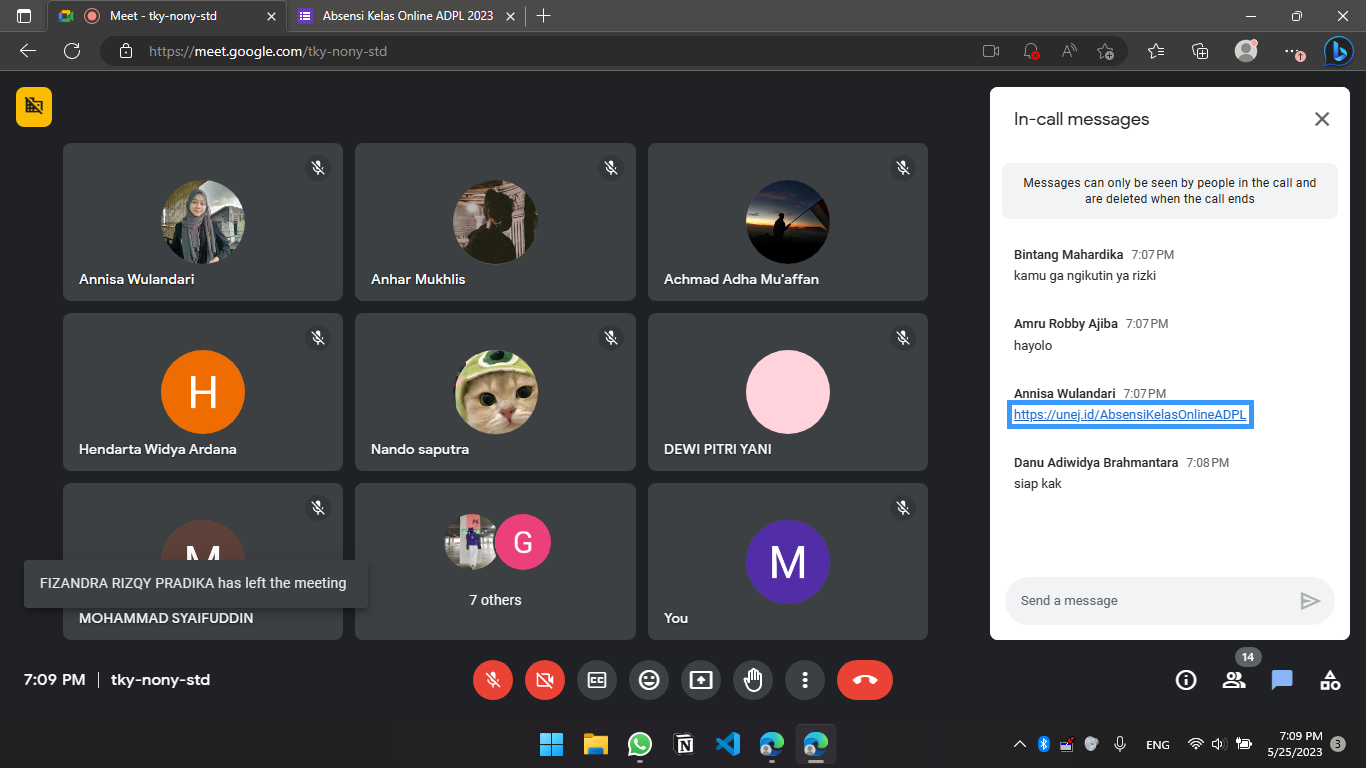 Meet - tky-nony-std
Absensi Kelas Online ADPL 2023
https://meet.google.com/tky-nony-std
In-call messages
Messages can only be seen by people in the call and
are deleted when the call ends
Bintang Mahardika 7:07 PM
kamu ga ngikutin ya rizki
Amru Robby Ajiba 7:07 PM
hayolo
Annisa Wulandari 7:07 PM
https://unej.id/AbsensiKelasOnlineADPL
Danu Adiwidya Brahmantara 7:08 PM
siap kak
Send a message
Annisa Wulandari
Anhar Mukhlis
Achmad Adha Mu'affan
H
Hendarta Widya Ardana
Nando saputra
DEWI PITRI YANI
M
MOHAMMAD SYAIFUDDIN
G
7 others
M
You
FIZANDRA RIZQY PRADIKA has left the meeting
7:09 PM | tky-nony-std
14
ENG
7:09 PM
5/25/2023
3
1